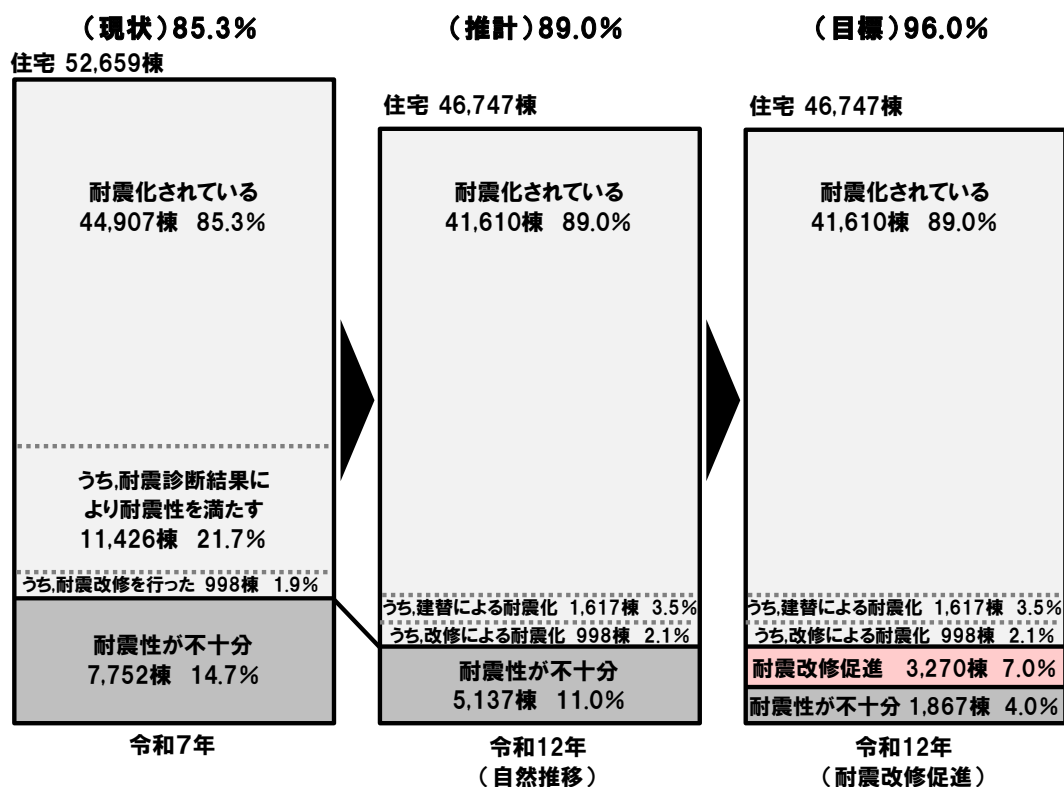 (現状)85.3%
住宅 52,659棟
耐震化されている
44,907棟 85.3%
うち,耐震診断結果に
より耐震性を満たす
11,426棟 21.7%
うち,耐震改修を行った 998棟 1.9%
耐震性が不十分
7,752棟 14.7%
令和7年
(推計)89.0%
住宅 46,747棟
耐震化されている
41,610棟 89.0%
うち,建替による耐震化 1,617棟 3.5%
うち,改修による耐震化 998棟 2.1%
耐震性が不十分
5,137棟 11.0%
令和12年
(自然推移)
(目標)96.0%
住宅 46,747棟
耐震化されている
41,610棟 89.0%
うち,建替による耐震化 1,617棟 3.5%
うち,改修による耐震化 998棟 2.1%
耐震改修促進 3,270棟 7.0%
耐震性が不十分 1,867棟 4.0%
令和12年
(耐震改修促進)